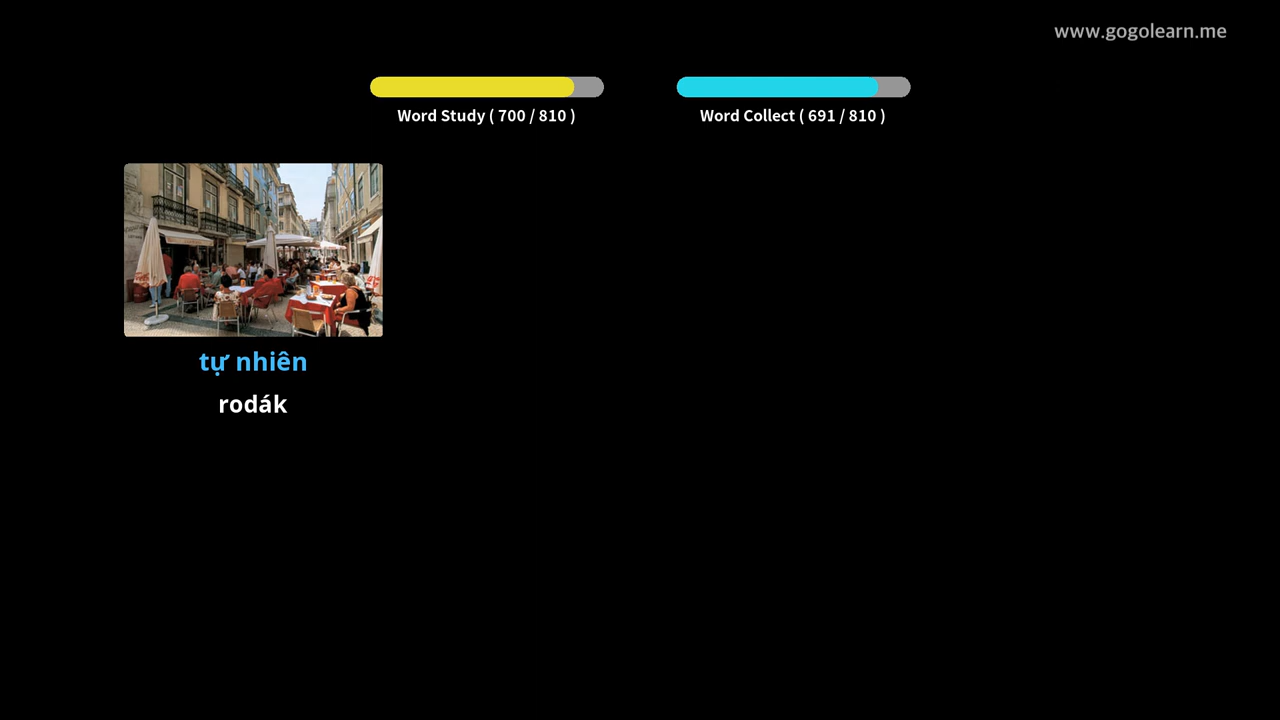 www.gogolearn.me
Word Study ( 700 / 810 )
Word Collect ( 691 / 810 )
tự nhiên
rodák